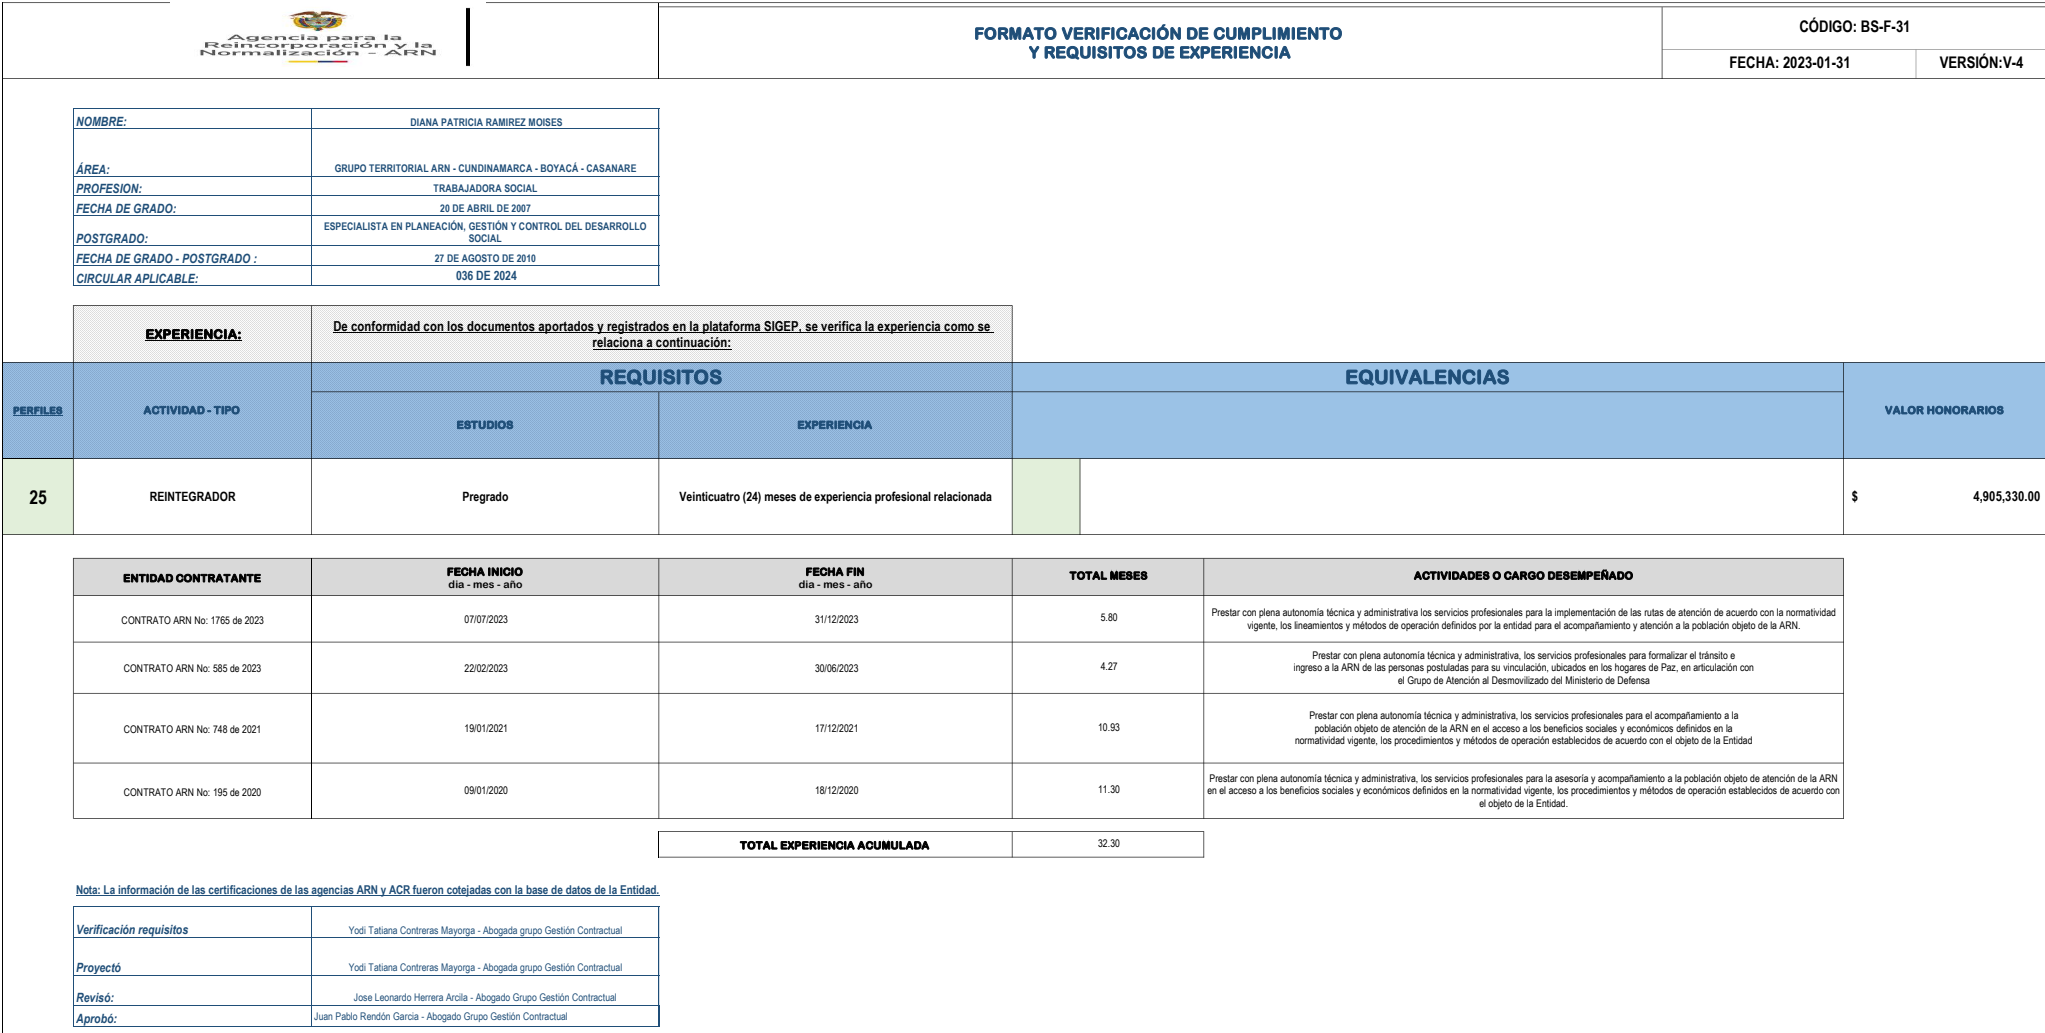 Agencia para la
Reincorporación y la
Normalización - ARN
FORMATO VERIFICACIÓN DE CUMPLIMIENTO
Y REQUISITOS DE EXPERIENCIA
CÓDIGO: BS-F-31
FECHA: 2023-01-31
VERSIÓN:V-4
NOMBRE:
DIANA PATRICIA RAMIREZ MOISES
ÁREA:
GRUPO TERRITORIAL ARN - CUNDINAMARCA - BOYACÁ - CASANARE
PROFESION:
TRABAJADORA SOCIAL
FECHA DE GRADO:
20 DE ABRIL DE 2007
POSTGRADO:
ESPECIALISTA EN PLANEACIÓN, GESTIÓN Y CONTROL DEL DESARROLLO
SOCIAL
FECHA DE GRADO - POSTGRADO :
27 DE AGOSTO DE 2010
CIRCULAR APLICABLE:
036 DE 2024
EXPERIENCIA:
De conformidad con los documentos aportados y registrados en la plataforma SIGEP, se verifica la experiencia como se
relaciona a continuación:
PERFILES
ACTIVIDAD - TIPO
REQUISITOS
EQUIVALENCIAS
VALOR HONORARIOS
ESTUDIOS
EXPERIENCIA
25
REINTEGRADOR
Pregrado
Veinticuatro (24) meses de experiencia profesional relacionada
$ 4,905,330.00
ENTIDAD CONTRATANTE
FECHA INICIO
dia - mes - año
FECHA FIN
dia - mes - año
TOTAL MESES
ACTIVIDADES O CARGO DESEMPEÑADO
CONTRATO ARN No: 1765 de 2023
07/07/2023
31/12/2023
5.80
Prestar con plena autonomía técnica y administrativa los servicios profesionales para la implementación de las rutas de atención de acuerdo con la normatividad
vigente, los lineamientos y métodos de operación definidos por la entidad para el acompañamiento y atención a la población objeto de la ARN.
CONTRATO ARN No: 585 de 2023
22/02/2023
30/06/2023
4.27
Prestar con plena autonomía técnica y administrativa, los servicios profesionales para formalizar el tránsito e
ingreso a la ARN de las personas postuladas para su vinculación, ubicados en los hogares de Paz, en articulación con
el Grupo de Atención al Desmovilizado del Ministerio de Defensa
CONTRATO ARN No: 748 de 2021
19/01/2021
17/12/2021
10.93
Prestar con plena autonomía técnica y administrativa, los servicios profesionales para el acompañamiento a la
población objeto de atención de la ARN en el acceso a los beneficios sociales y económicos definidos en la
normatividad vigente, los procedimientos y métodos de operación establecidos de acuerdo con el objeto de la Entidad
CONTRATO ARN No: 195 de 2020
09/01/2020
18/12/2020
11.30
Prestar con plena autonomía técnica y administrativa, los servicios profesionales para la asesoría y acompañamiento a la población objeto de atención de la ARN
en el acceso a los beneficios sociales y económicos definidos en la normatividad vigente, los procedimientos y métodos de operación establecidos de acuerdo con
el objeto de la Entidad.
TOTAL EXPERIENCIA ACUMULADA
32.30
Nota: La información de las certificaciones de las agencias ARN y ACR fueron cotejadas con la base de datos de la Entidad.
Verificación requisitos
Yodi Tatiana Contreras Mayorga - Abogada grupo Gestión Contractual
Proyectó
Yodi Tatiana Contreras Mayorga - Abogada grupo Gestión Contractual
Revisó:
Jose Leonardo Herrera Arcila - Abogado Grupo Gestión Contractual
Aprobó:
Juan Pablo Rendón Garcia - Abogado Grupo Gestión Contractual